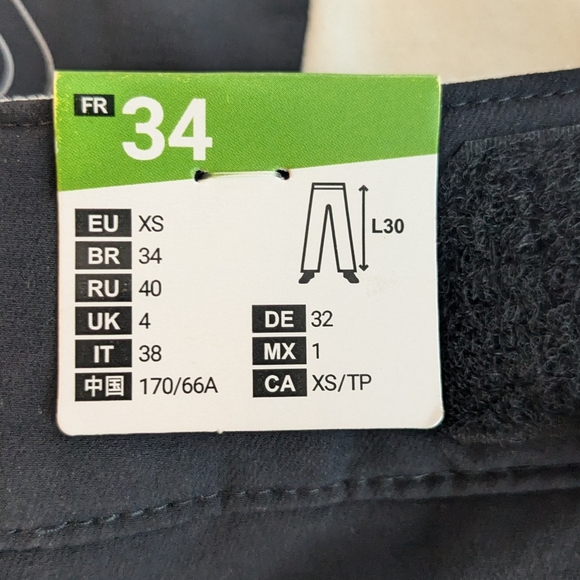 FR 34
EU XS
BR 34
RU 40
UK 4
IT 38
中国 170/66A
L30
DE 32
MX 1
CA XS/TP